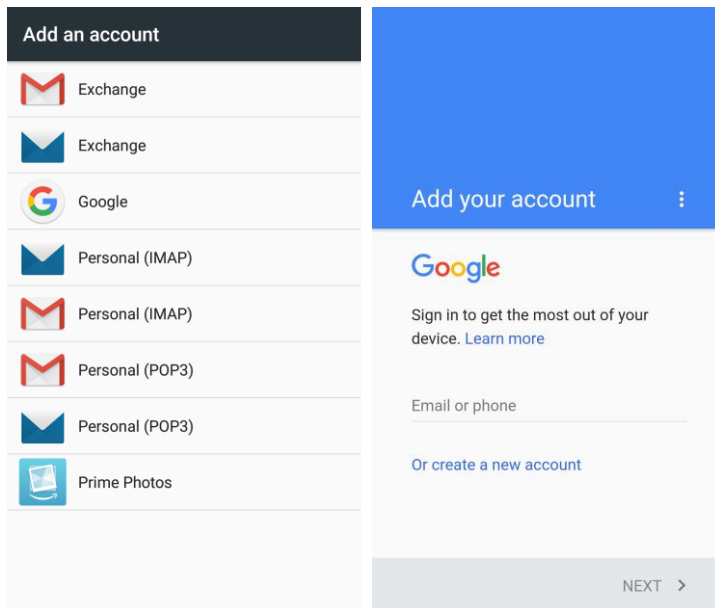 Add an account
Exchange
Exchange
Google
Personal (IMAP)
Personal (IMAP)
Personal (POP3)
Personal (POP3)
Prime Photos
Add your account
Google
Sign in to get the most out of your
device. Learn more
Email or phone
Or create a new account
NEXT